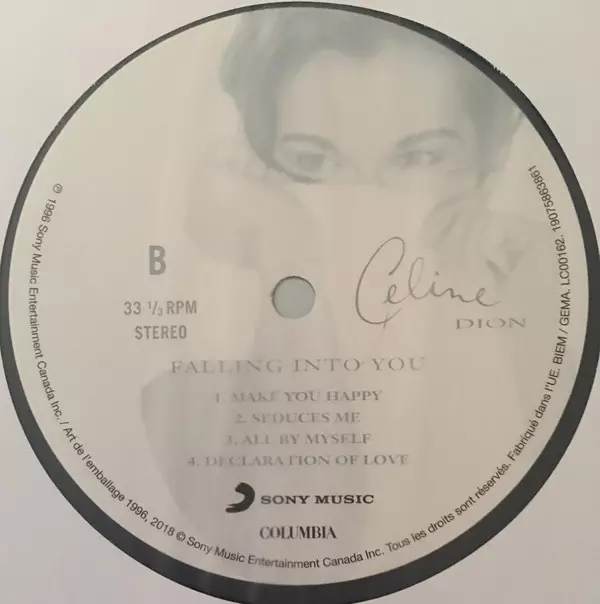 B
33 ⅓ RPM
STEREO
Celine
DION
FALLING INTO YOU
1. MAKE YOU HAPPY
2. SEDUCES ME
3. ALL BY MYSELF
4. DECLARATION OF LOVE
SONY MUSIC
COLUMBIA
℗ 1996 Sony Music Entertainment Canada Inc. / Art de l'emballage 1996, 2018 © Sony Music Entertainment Canada Inc. Tous les droits sont réservés. Fabriqué dans l'UE. BIEM / GEMA. LC00162. 19075863861